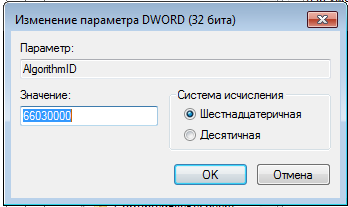 Изменение параметра DWORD (32 бита)
Параметр:
AlgorithmID
Значение:
66030000
Система исчисления
Шестнадцатеричная
Десятичная
OK
Отмена